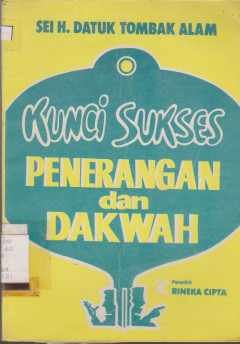 SEI H. DATUK TOMBAK ALAM
KUNCI SUKSES
PENERANGAN
dan
DAKWAH
Penerbit
RINEKA CIPTA